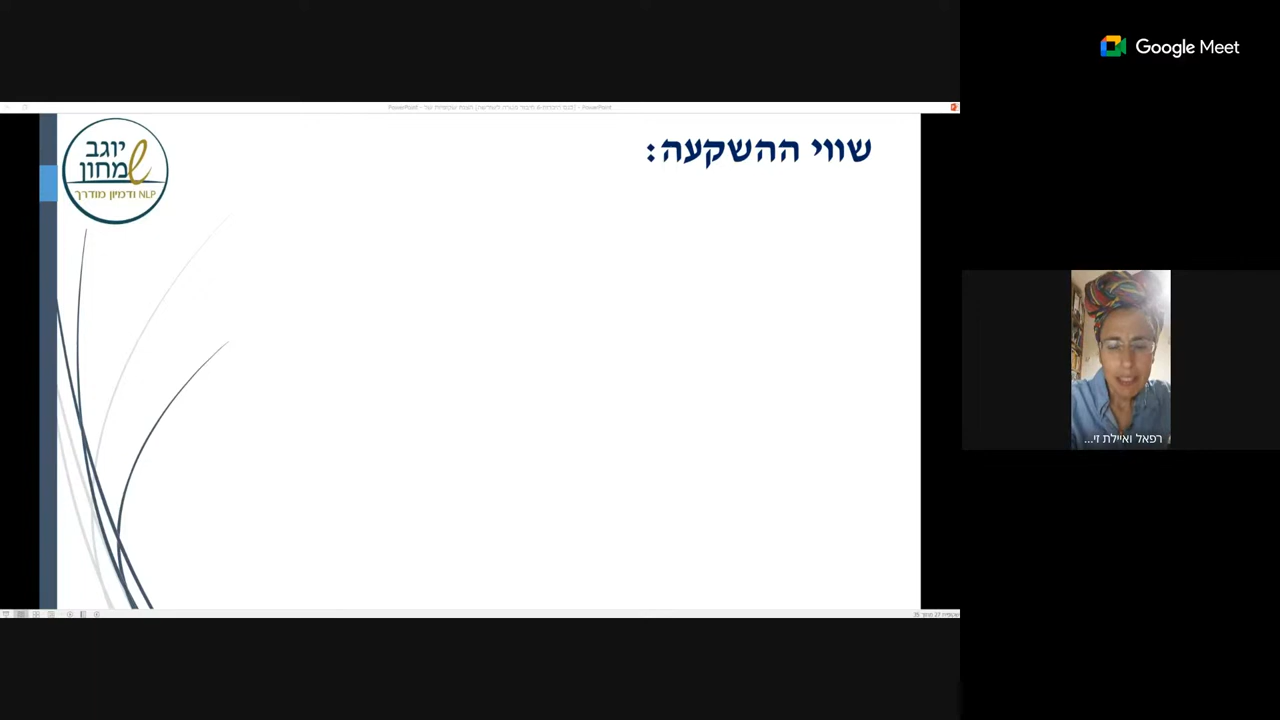 Google Meet
שווי ההשקעה:
יוגב
מחון
NLP ודמיון מודרך
רפאל ואיילת זי...